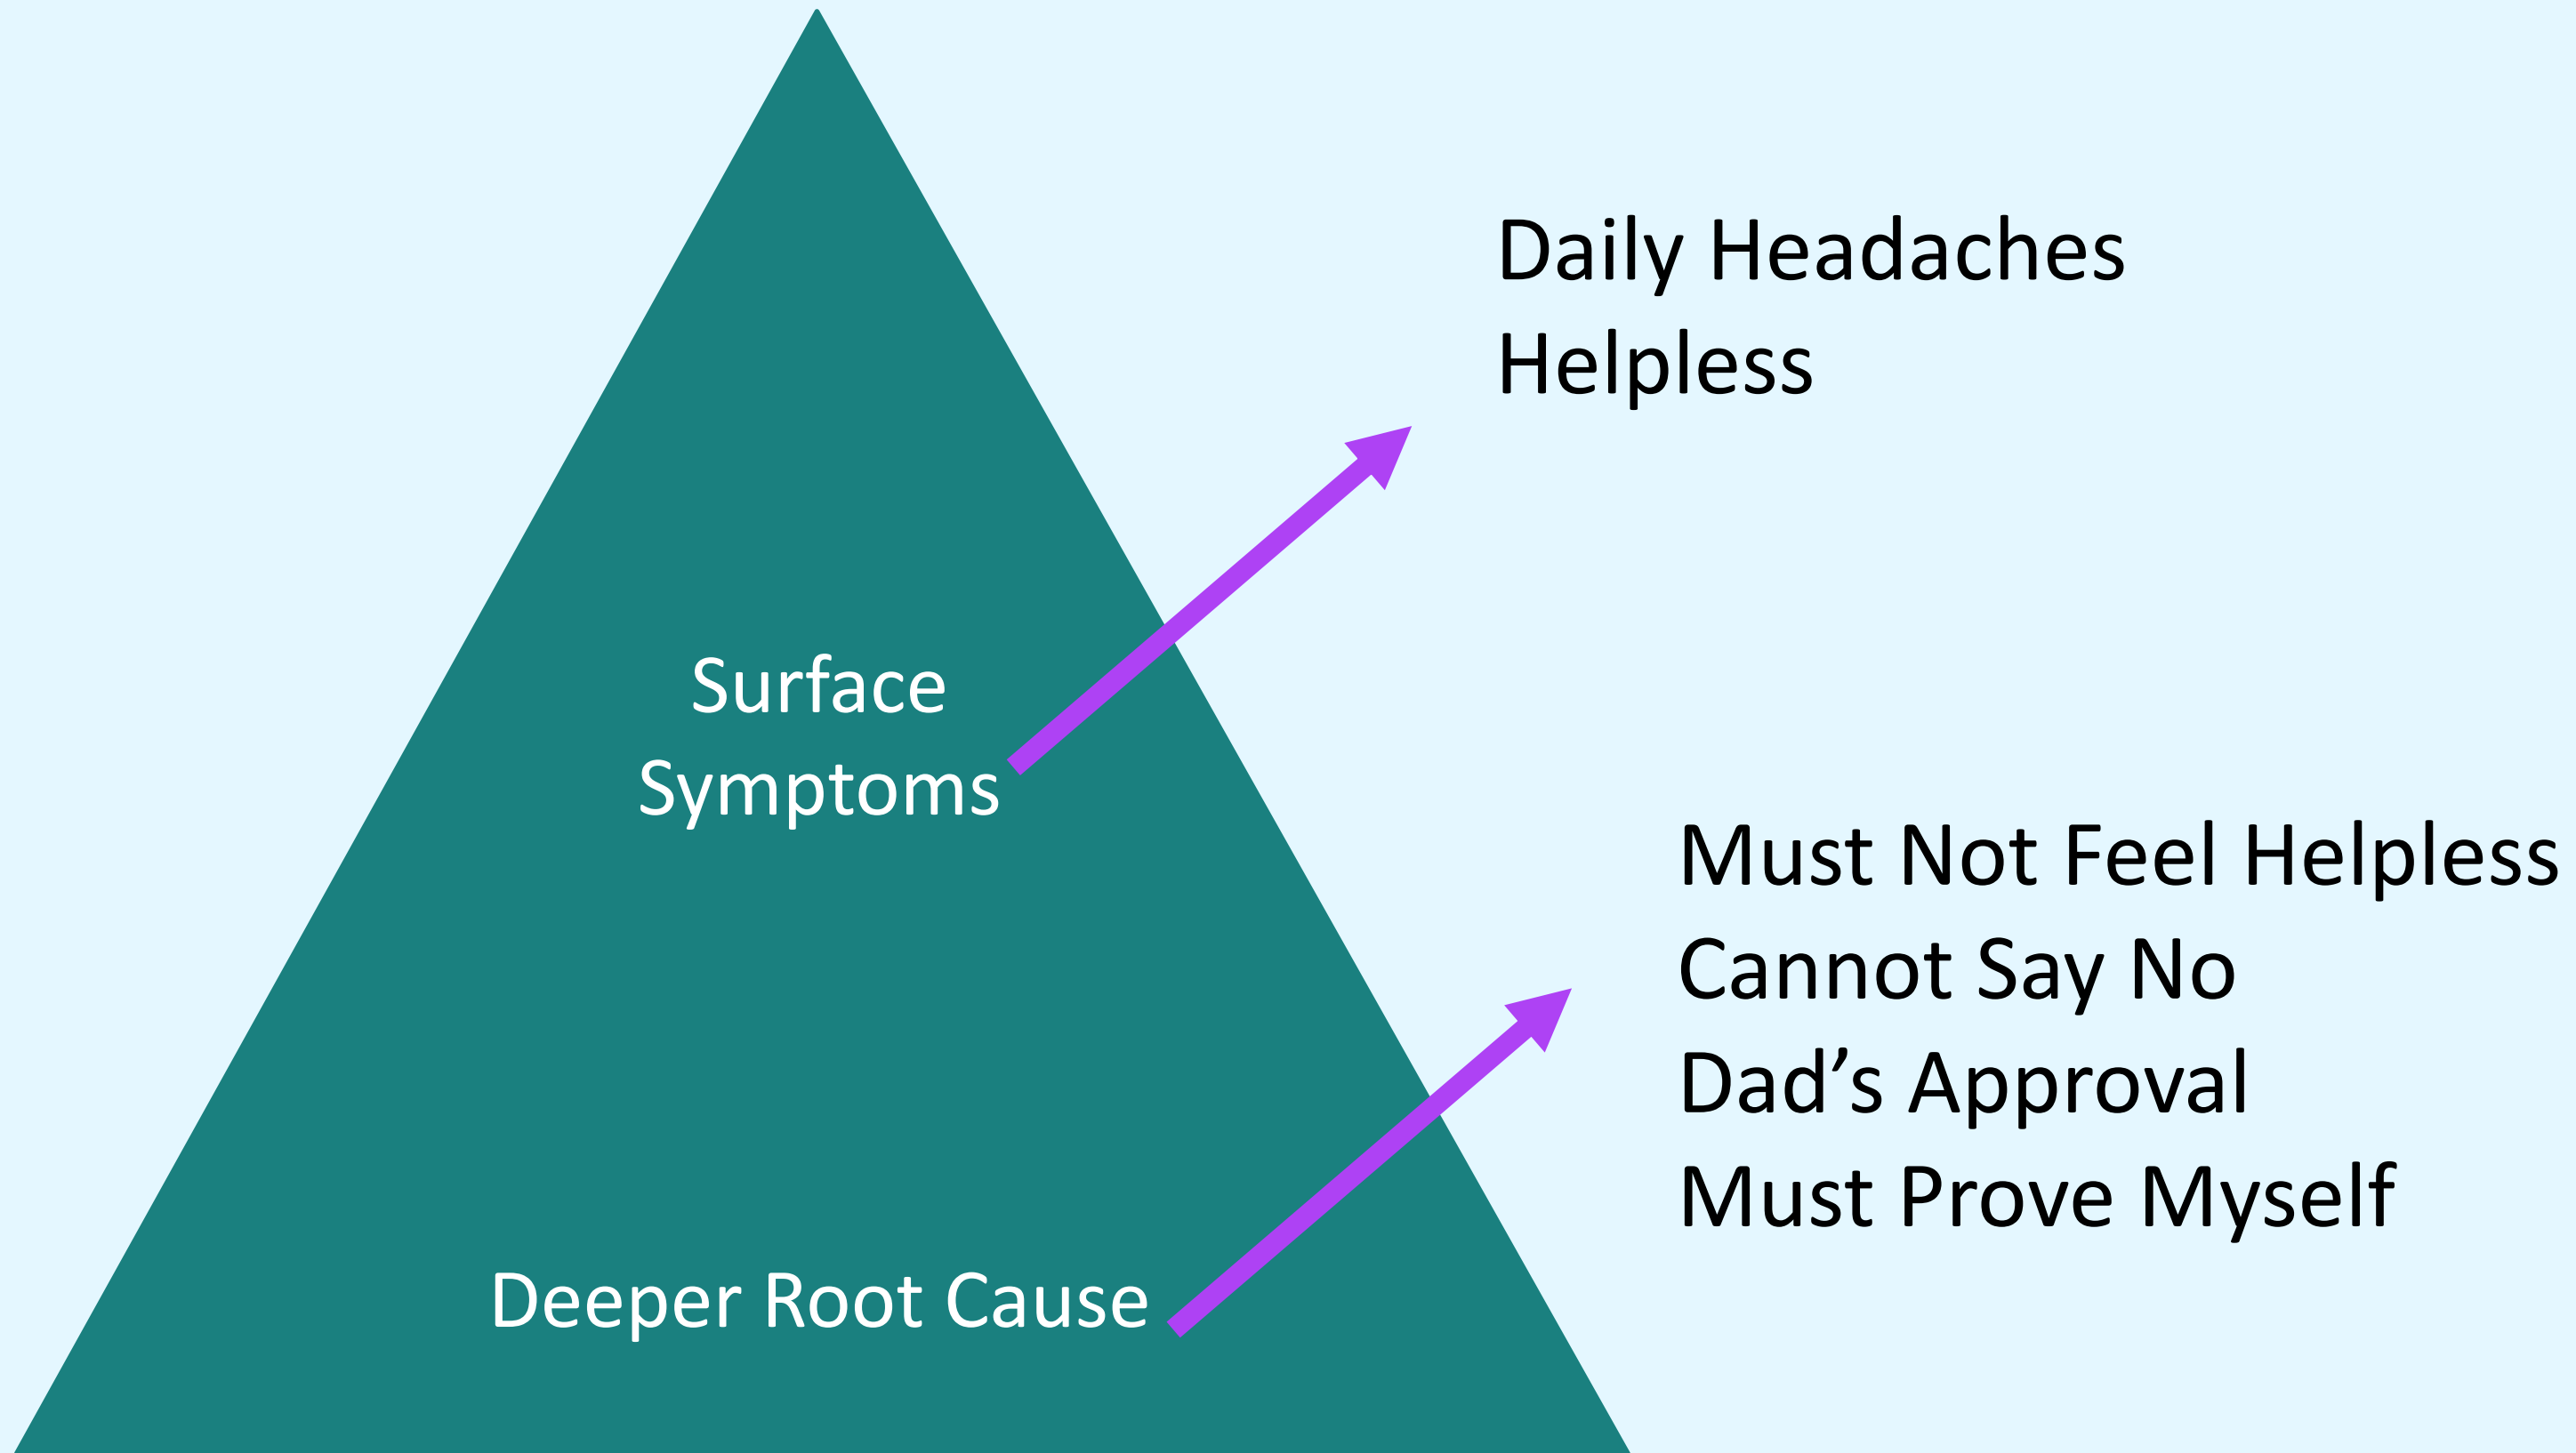 Daily Headaches
Helpless
Surface
Symptoms
Must Not Feel Helpless
Cannot Say No
Dad’s Approval
Must Prove Myself
Deeper Root Cause